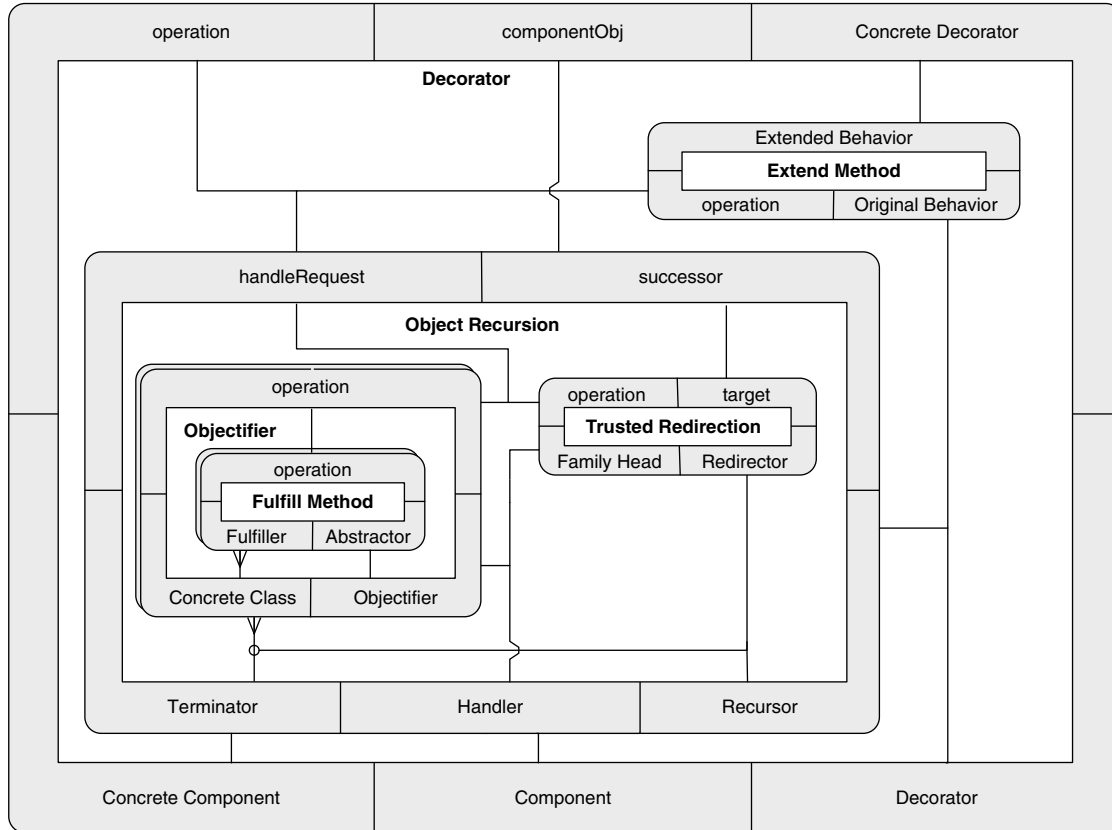 operation
componentObj
Concrete Decorator
Decorator
Extended Behavior
Extend Method
operation
Original Behavior
handleRequest
successor
Object Recursion
operation
operation
target
Trusted Redirection
Family Head
Redirector
Objectifier
operation
Fulfill Method
Fulfiller
Abstractor
Concrete Class
Objectifier
Terminator
Handler
Recursor
Concrete Component
Component
Decorator